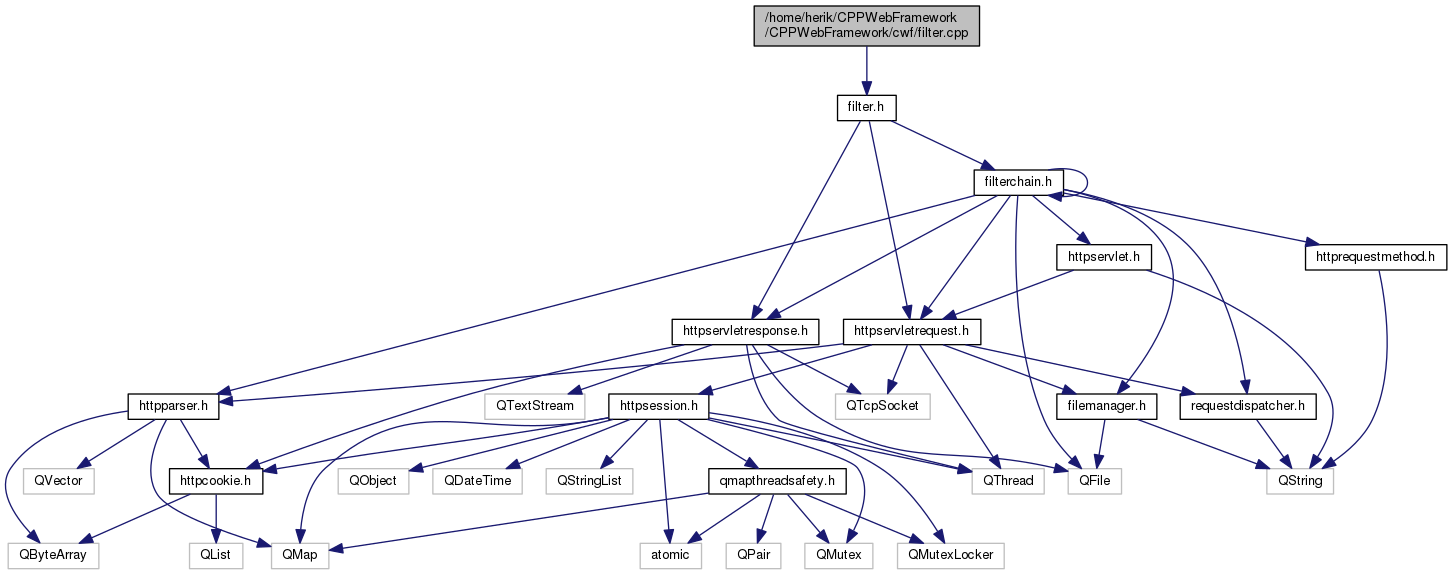 /home/herik/CPPWebFramework
/CPPWebFramework/cwf/filter.cpp
filter.h
filterchain.h
httpservlet.h
httprequestmethod.h
httpservletresponse.h
httpservletrequest.h
httpparser.h
QTextStream
httpsession.h
QTcpSocket
filemanager.h
requestdispatcher.h
QVector
httpcookie.h
QObject
QDateTime
QStringList
qmapthreadsafety.h
QThread
QFile
QString
QByteArray
QList
QMap
atomic
QPair
QMutex
QMutexLocker